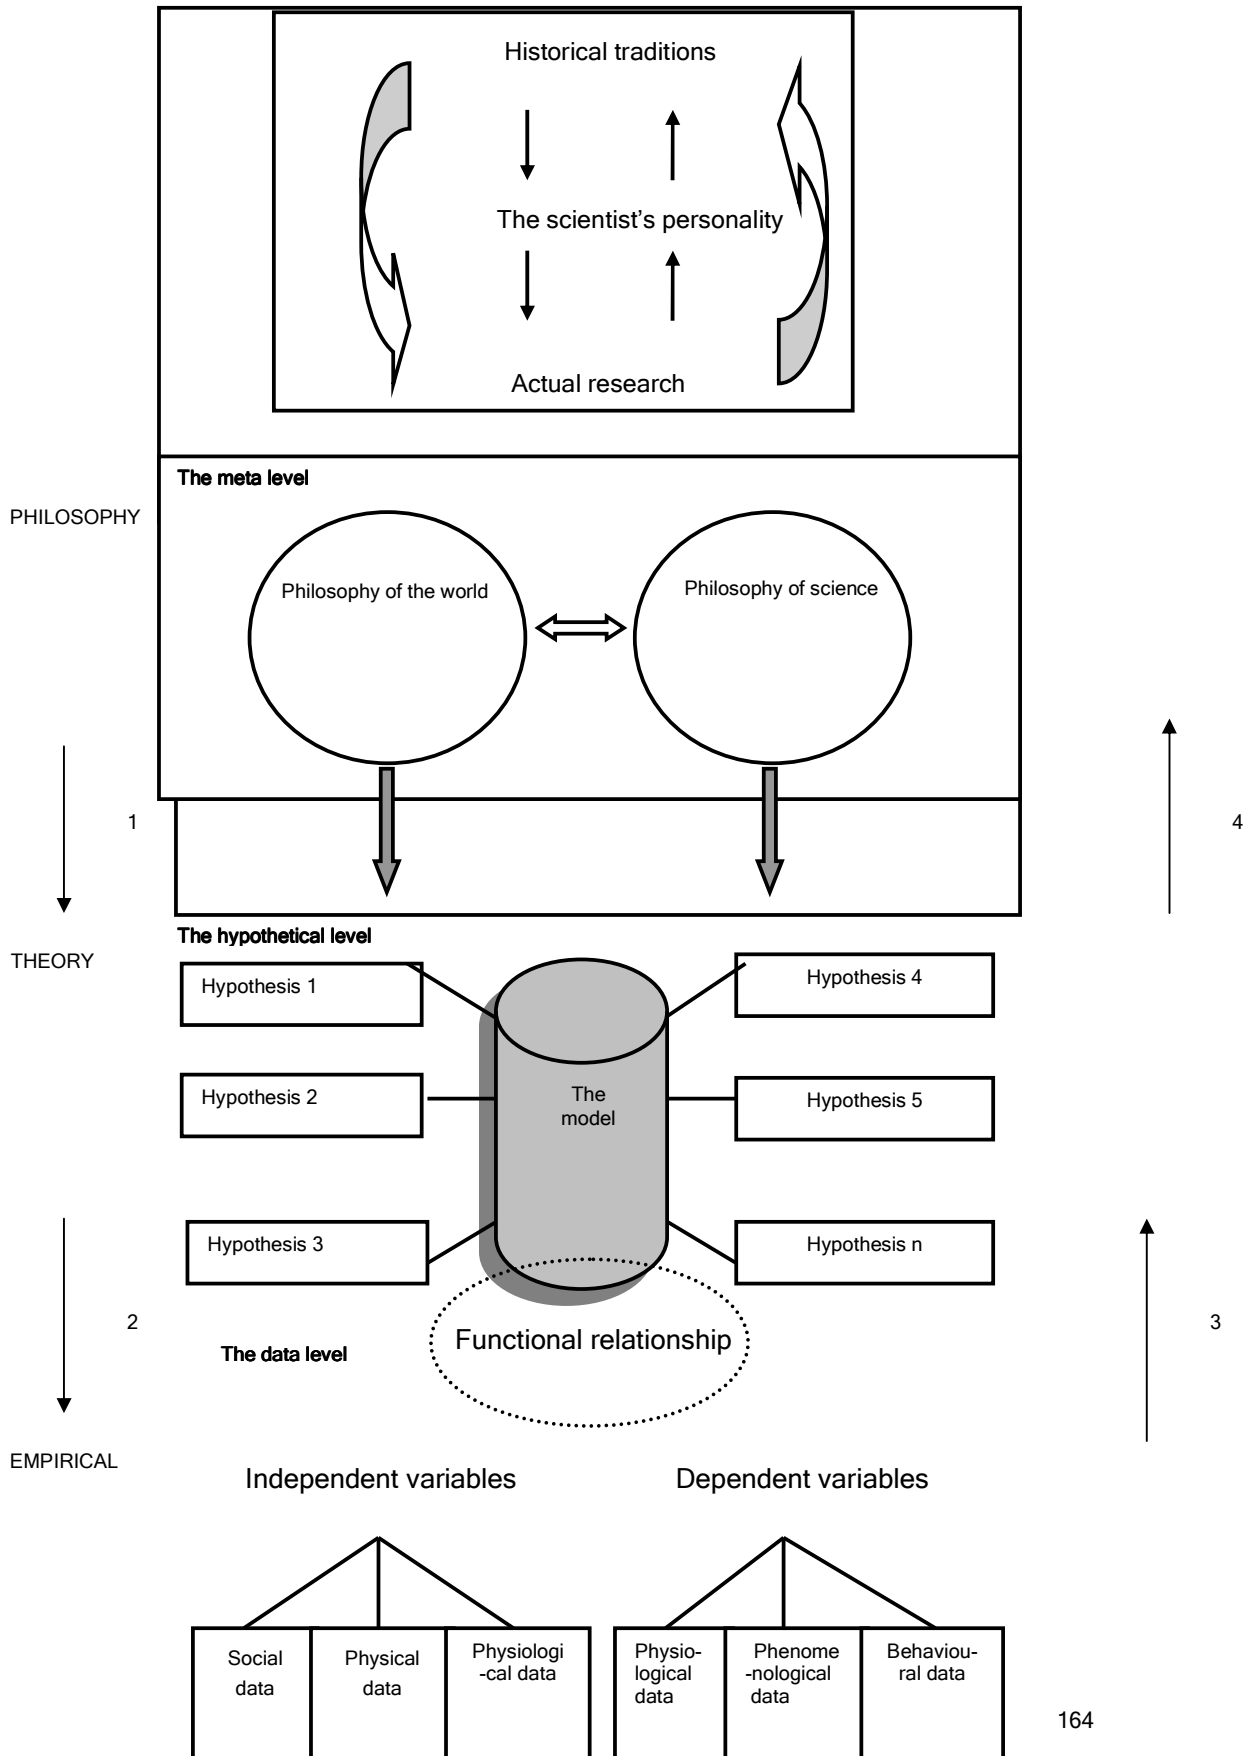 Historical traditions
The scientist's personality
Actual research
The meta level
PHILOSOPHY
Philosophy of the world
Philosophy of science
1
4
The hypothetical level
THEORY
Hypothesis 1
Hypothesis 4
Hypothesis 2
The
model
Hypothesis 5
Hypothesis 3
Hypothesis n
2
3
Functional relationship
The data level
EMPIRICAL
Independent variables
Dependent variables
Social
data
Physical
data
Physiologi
-cal data
Physio-
logical
data
Phenome
-nological
data
Behaviou-
ral data
164